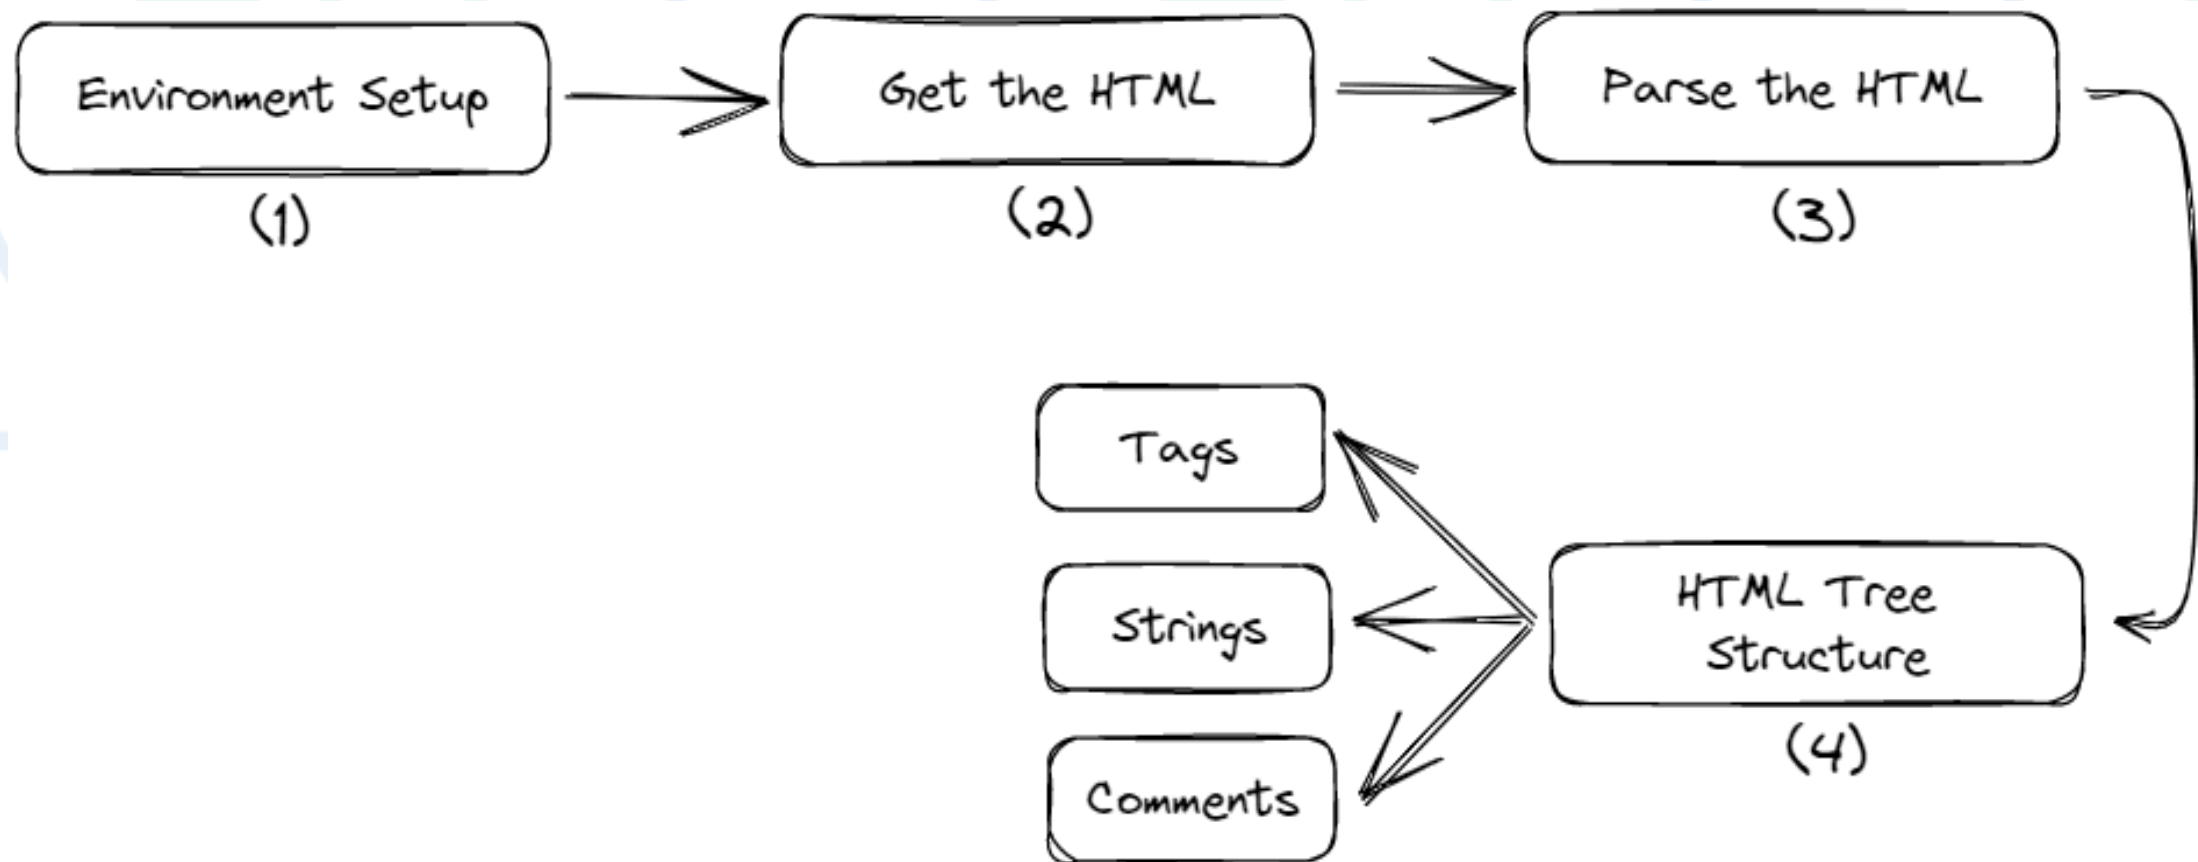 Environment Setup
(1)
Get the HTML
(2)
Parse the HTML
(3)
HTML Tree
Structure
(4)
Tags
Strings
Comments